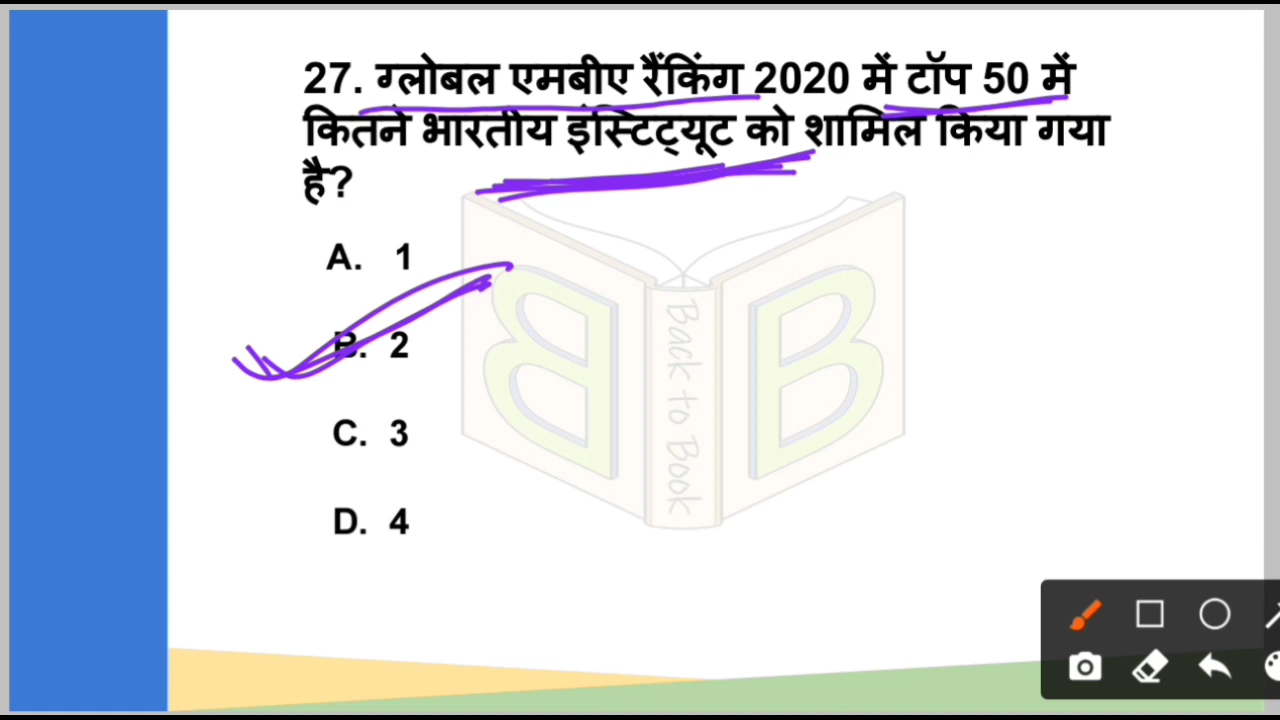 27. ग्लोबल एमबीए रैंकिंग 2020 में टॉप 50 में
कितने भारतीय इंस्टिट्यूट को शामिल किया गया
है?
A. 1
B. 2
C. 3
D. 4
Back to Book